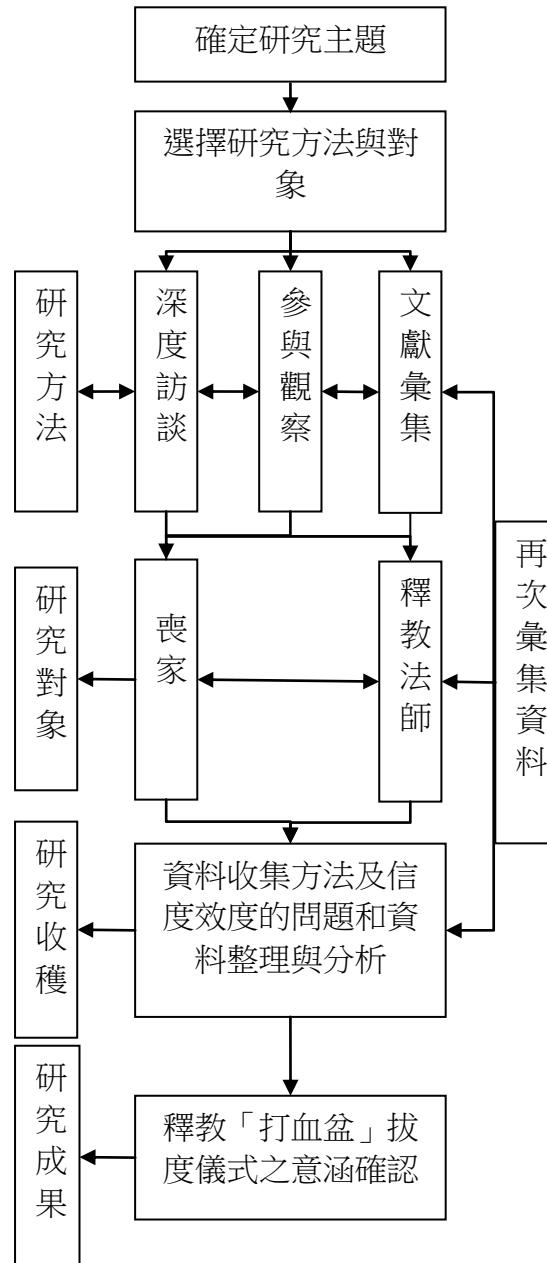 確定研究主題
選擇研究方法與對
象
研究方法
深度訪談
參與觀察
文獻彙集
再次彙集資料
研究對象
喪家
釋教法師
研究收穫
資料收集方法及信
度效度的問題和資
料整理與分析
研究成果
釋教「打血盆」拔
度儀式之意涵確認